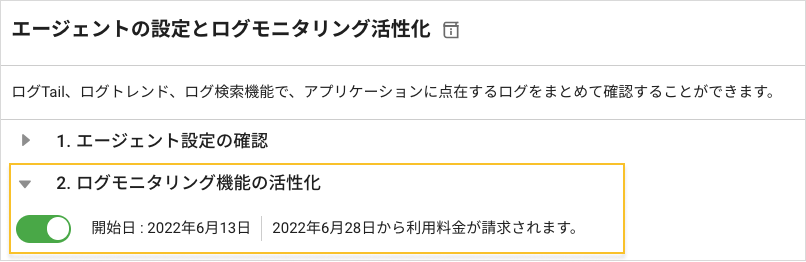 エージェントの設定とログモニタリング活性化
ログTail、ログトレンド、ログ検索機能で、アプリケーションに点在するログをまとめて確認することができます。
1. エージェント設定の確認
2. ログモニタリング機能の活性化
開始日 : 2022年6月13日 2022年6月28日から利用料金が請求されます。